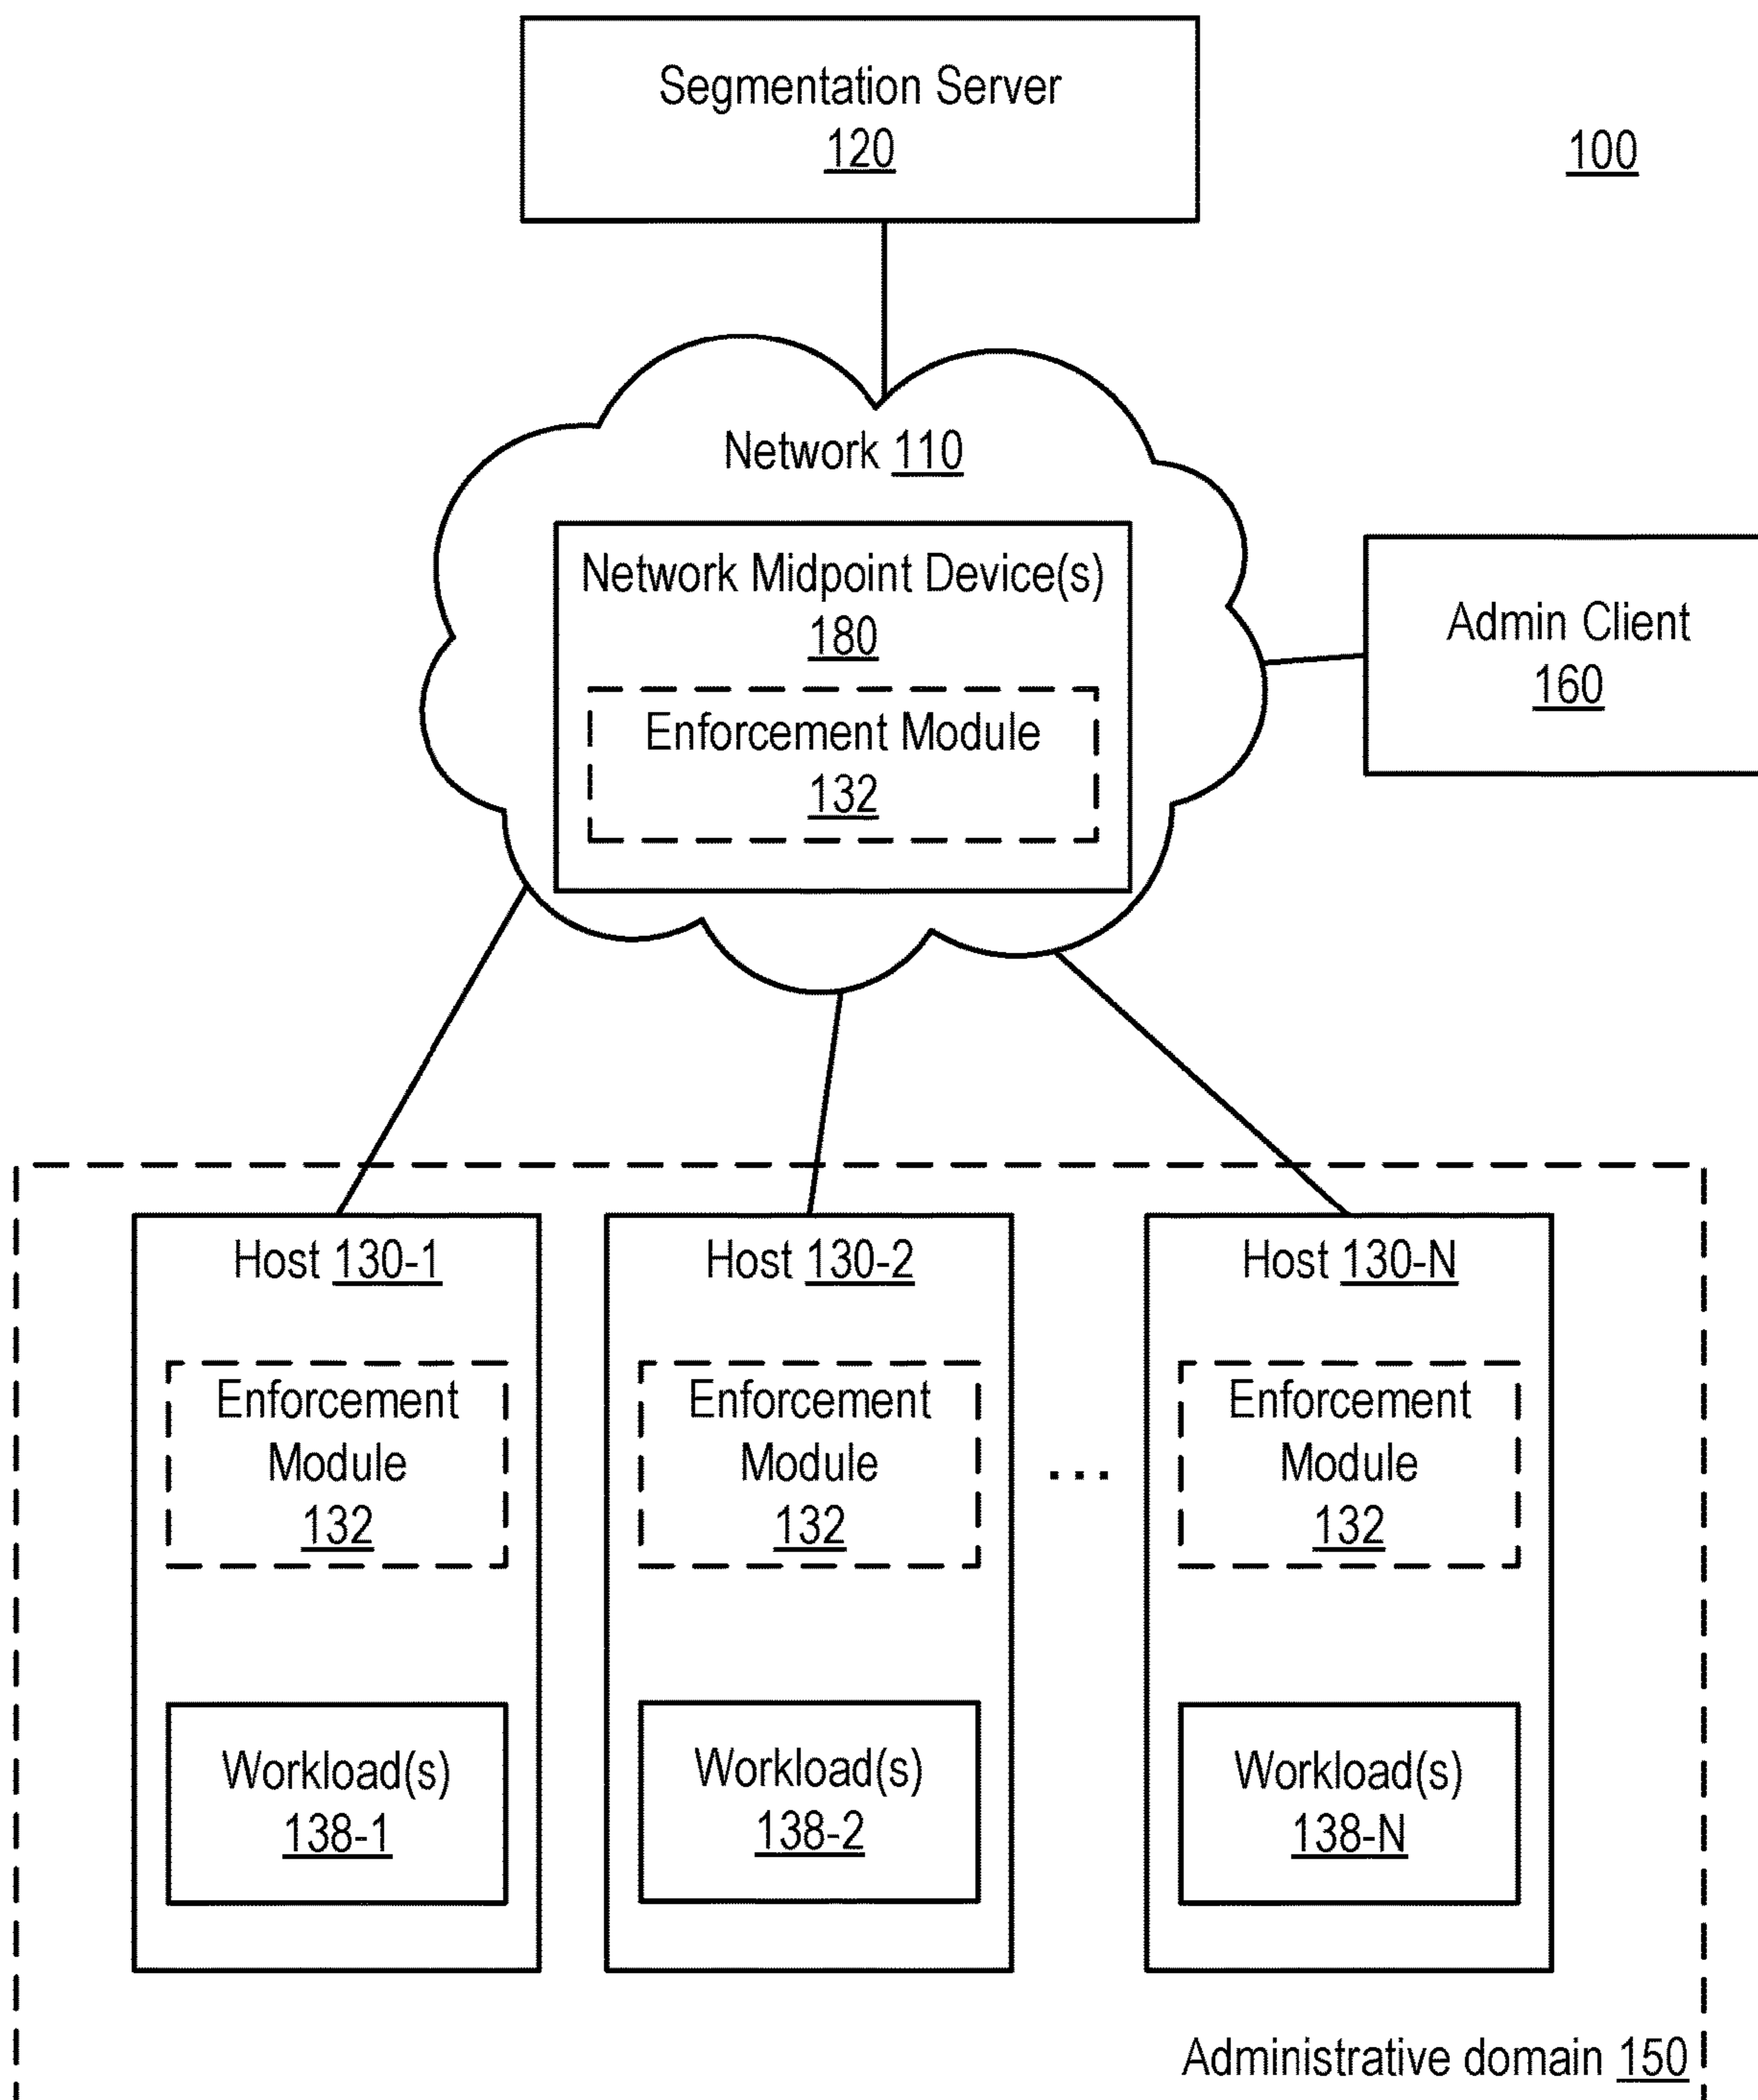 Segmentation Server
120
100
Network 110
Network Midpoint Device(s)
180
Enforcement Module
132
Admin Client
160
Host 130-1
Enforcement
Module
132
Workload(s)
138-1
Host 130-2
Enforcement
Module
132
Workload(s)
138-2
...
Host 130-N
Enforcement
Module
132
Workload(s)
138-N
Administrative domain 150